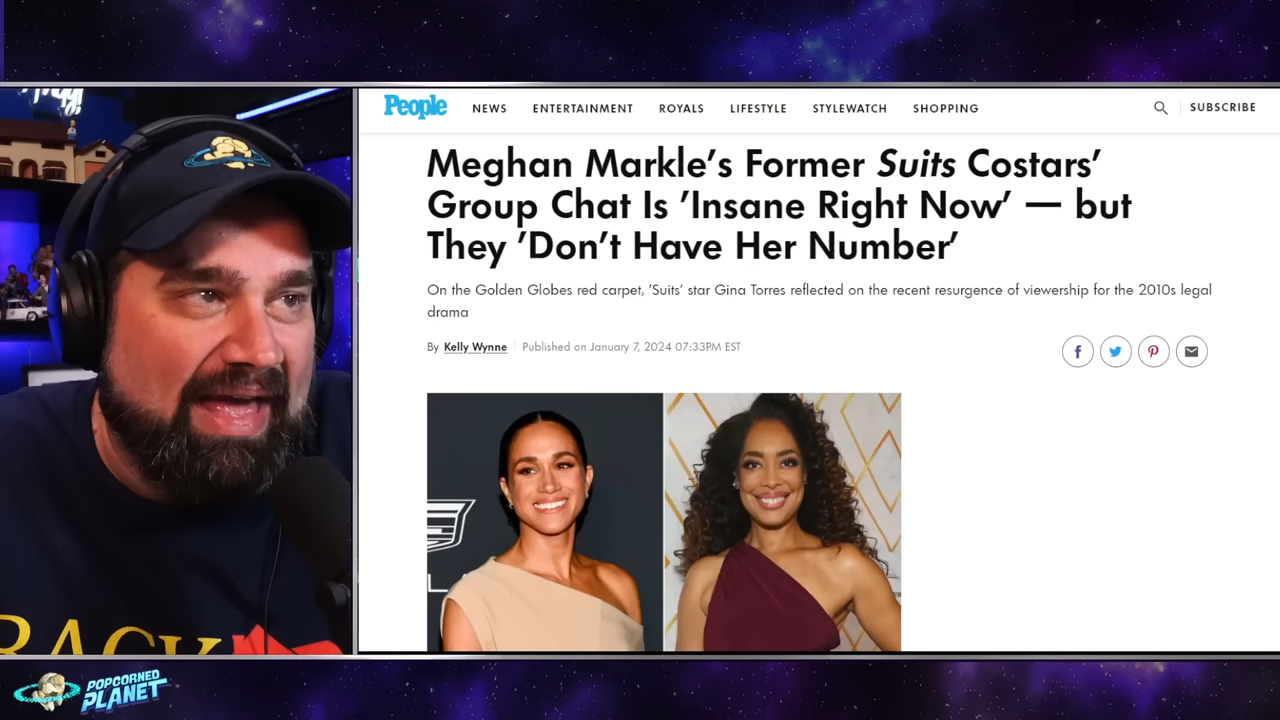 People NEWS ENTERTAINMENT ROYALS LIFESTYLE STYLEWATCH SHOPPING SUBSCRIBE
Meghan Markle’s Former Suits Costars’
Group Chat Is ’Insane Right Now’ — but
They ’Don’t Have Her Number’
On the Golden Globes red carpet, ’Suits’ star Gina Torres reflected on the recent resurgence of viewership for the 2010s legal
drama
By Kelly Wynne Published on January 7, 2024 07:33PM EST
BACK
POPCORNED
PLANET